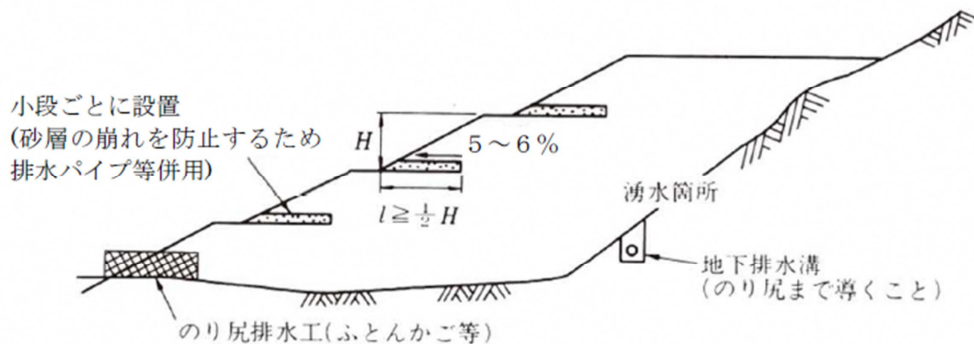 小段ごとに設置
(砂層の崩れを防止するため
排水パイプ等併用)
H
5～6%
l≧½H
湧水箇所
地下排水溝
(のり尻まで導くこと)
のり尻排水工(ふとんかご等)